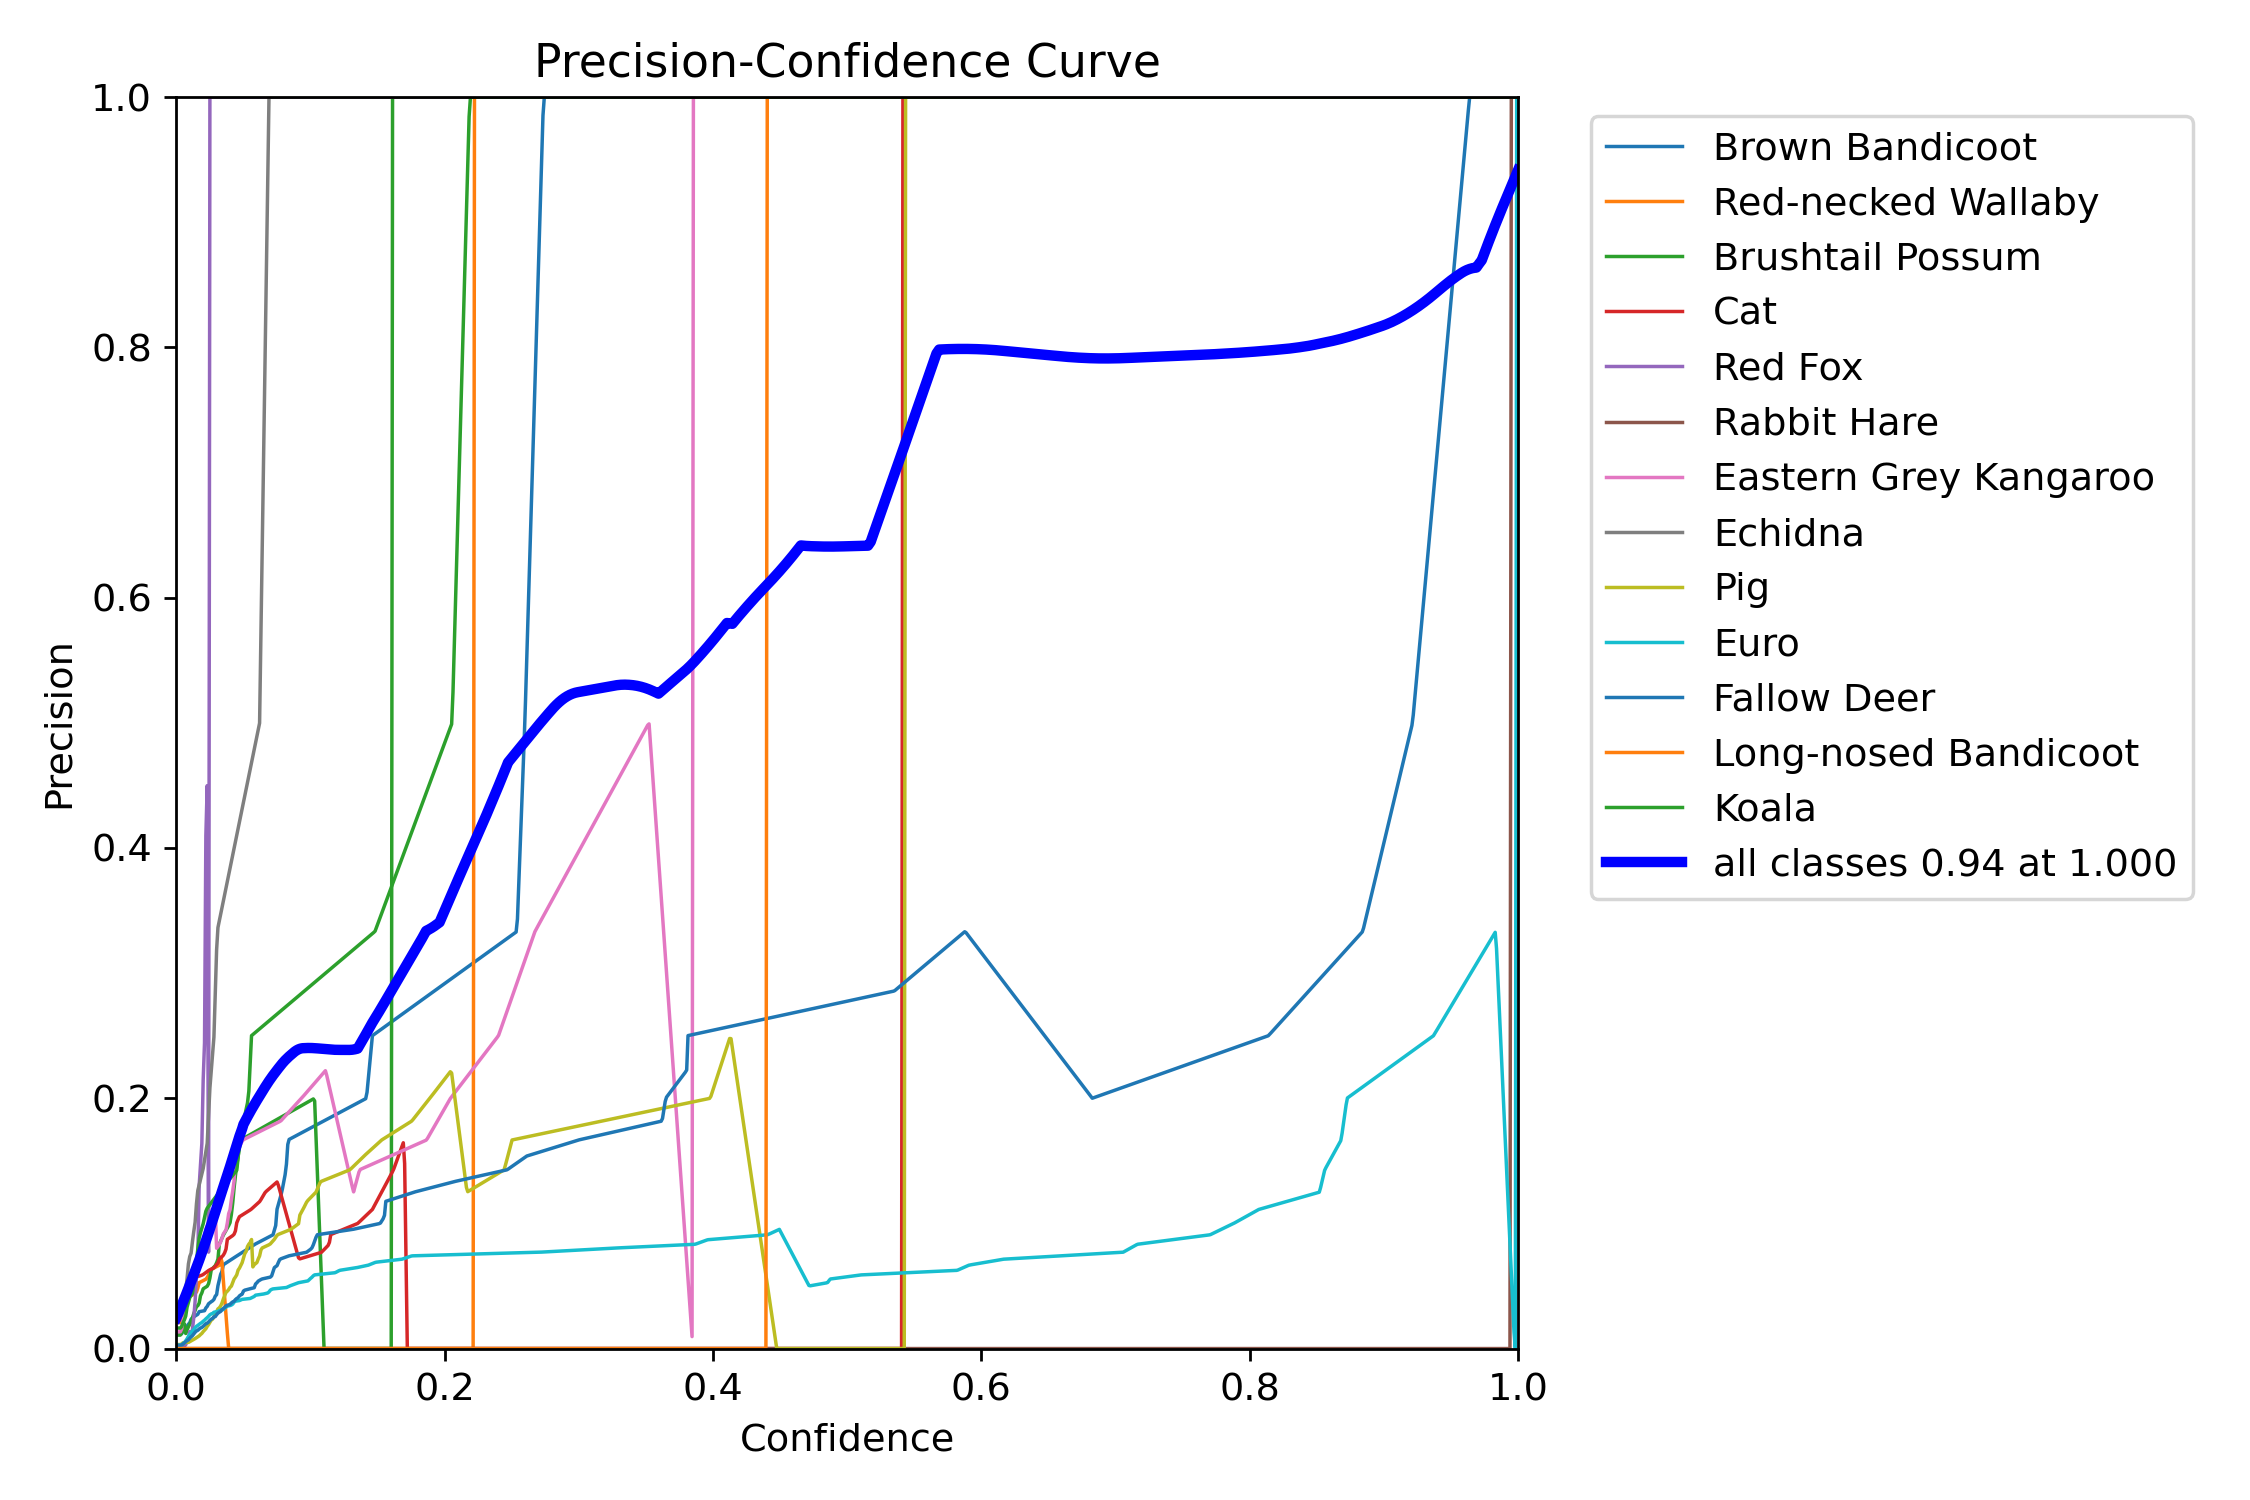 Precision-Confidence Curve
1.0
0.8
0.6
0.4
0.2
0.0
Precision
0.0 0.2 0.4 0.6 0.8 1.0
Confidence
Brown Bandicoot
Red-necked Wallaby
Brushtail Possum
Cat
Red Fox
Rabbit Hare
Eastern Grey Kangaroo
Echidna
Pig
Euro
Fallow Deer
Long-nosed Bandicoot
Koala
all classes 0.94 at 1.000